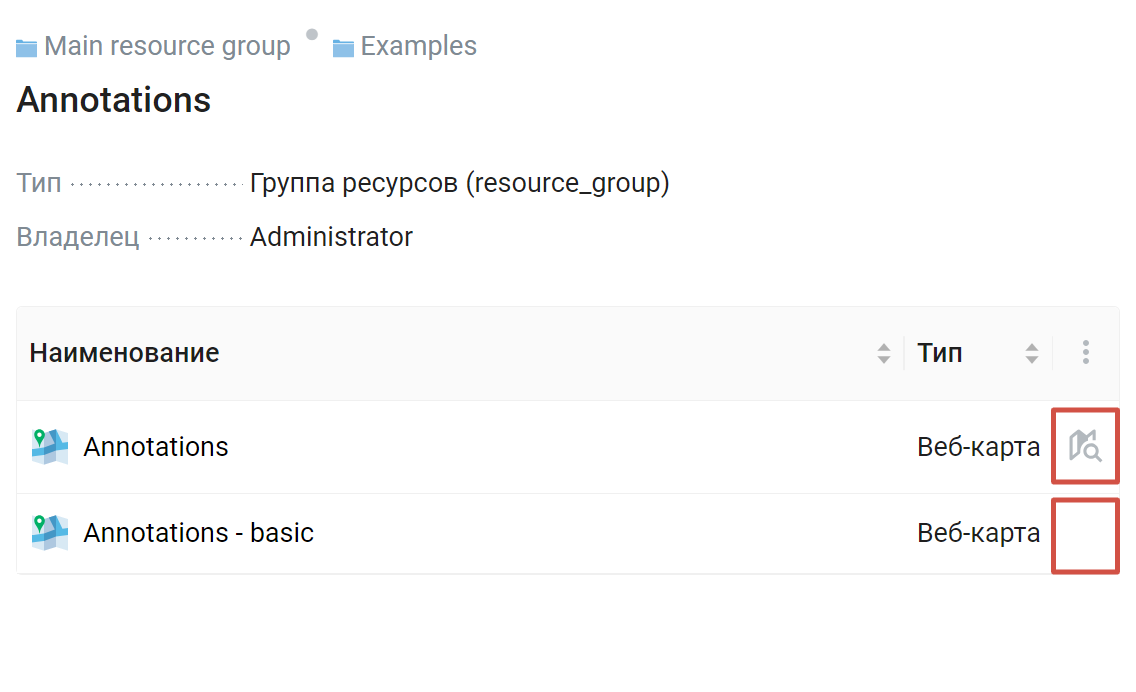 Main resource group Examples
Annotations
Тип Группа ресурсов (resource_group)
Владелец Administrator
Наименование Тип
Annotations Веб-карта
Annotations - basic Веб-карта